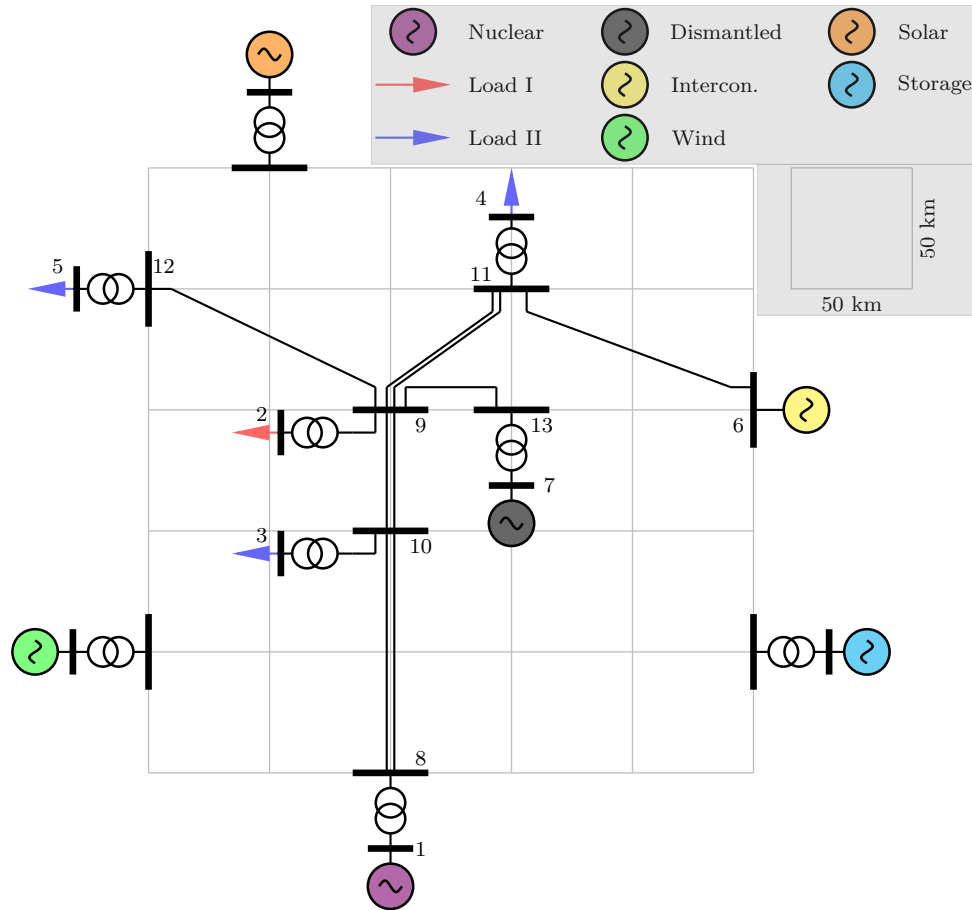 Nuclear
Dismantled
Solar
Load I
Intercon.
Storage
Load II
Wind
50 km
50 km
4
11
5
12
2
9
13
6
7
3
10
8
1